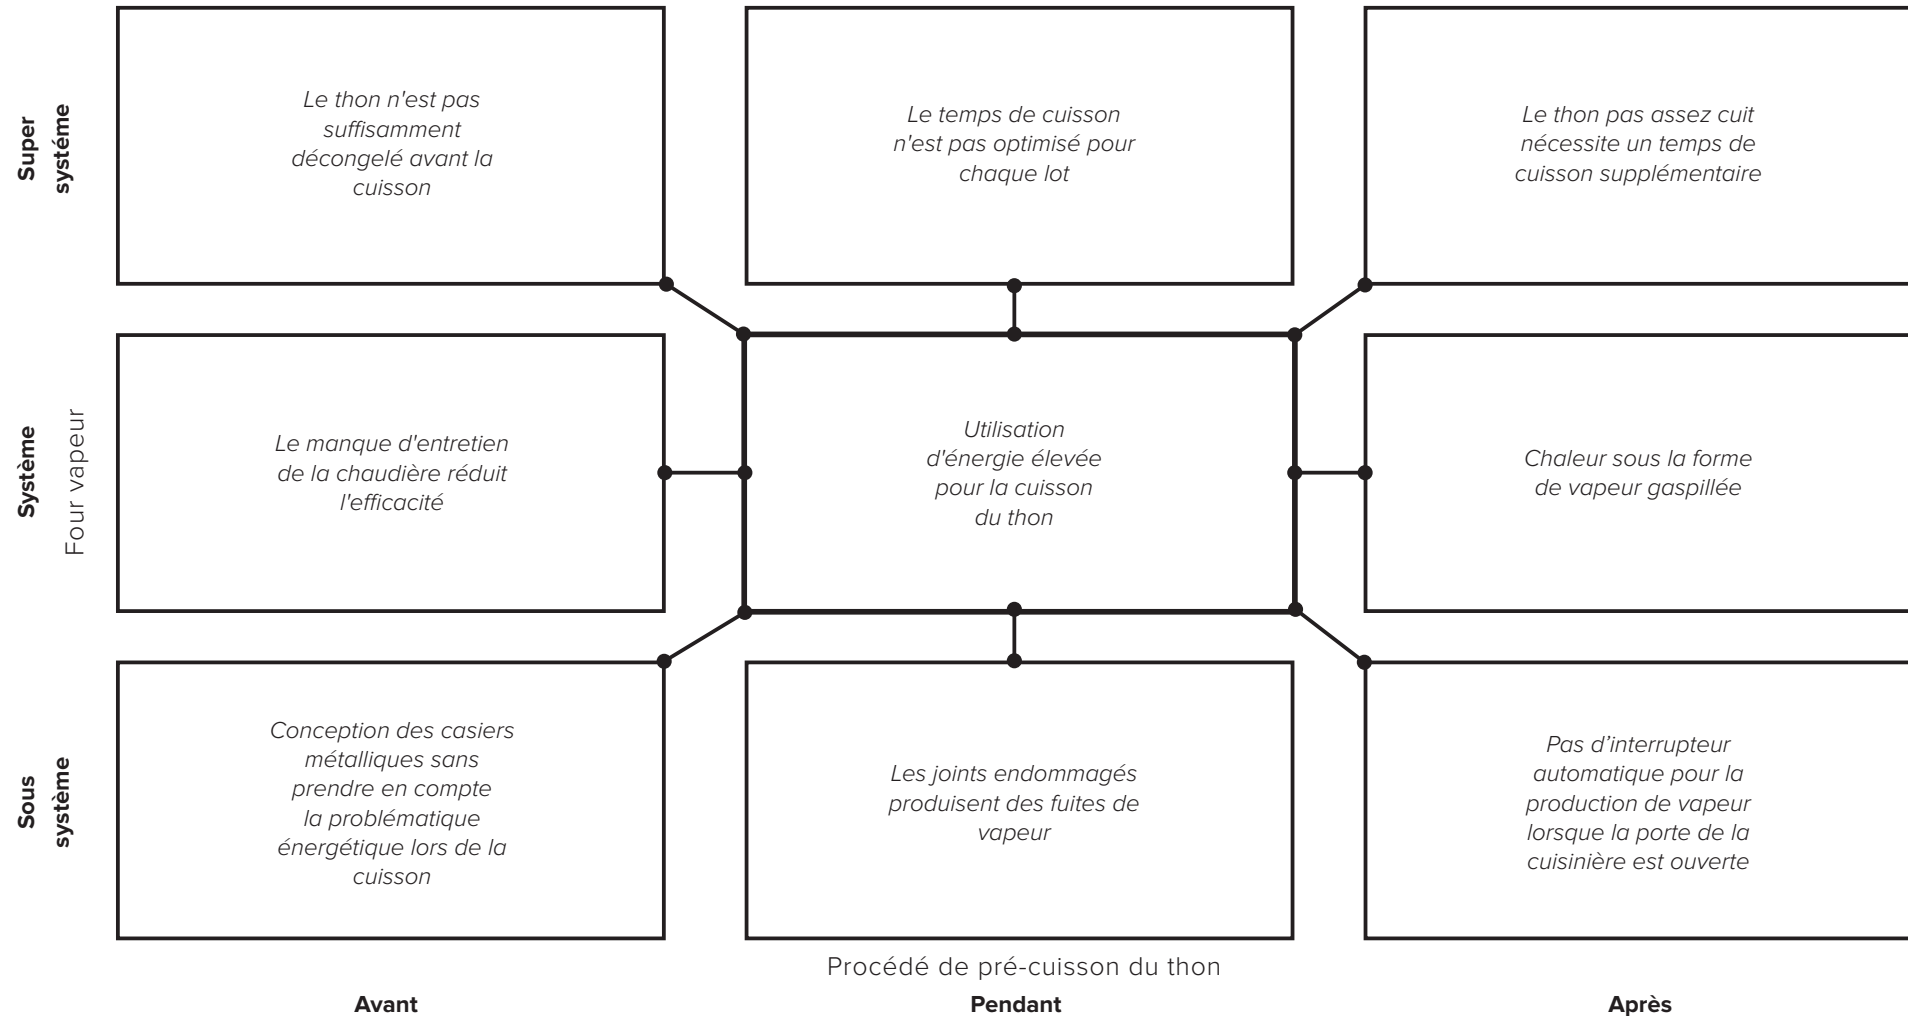 Super
systéme
Le thon n'est pas
suffisamment
décongelé avant la
cuisson
Le temps de cuisson
n'est pas optimisé pour
chaque lot
Le thon pas assez cuit
nécessite un temps de
cuisson supplémentaire
Système
Four vapeur
Le manque d'entretien
de la chaudière réduit
l'efficacité
Utilisation
d'énergie élevée
pour la cuisson
du thon
Chaleur sous la forme
de vapeur gaspillée
Sous
système
Conception des casiers
métalliques sans
prendre en compte
la problématique
énergétique lors de la
cuisson
Les joints endommagés
produisent des fuites de
vapeur
Pas d’interrupteur
automatique pour la
production de vapeur
lorsque la porte de la
cuisinière est ouverte
Procédé de pré-cuisson du thon
Avant
Pendant
Après